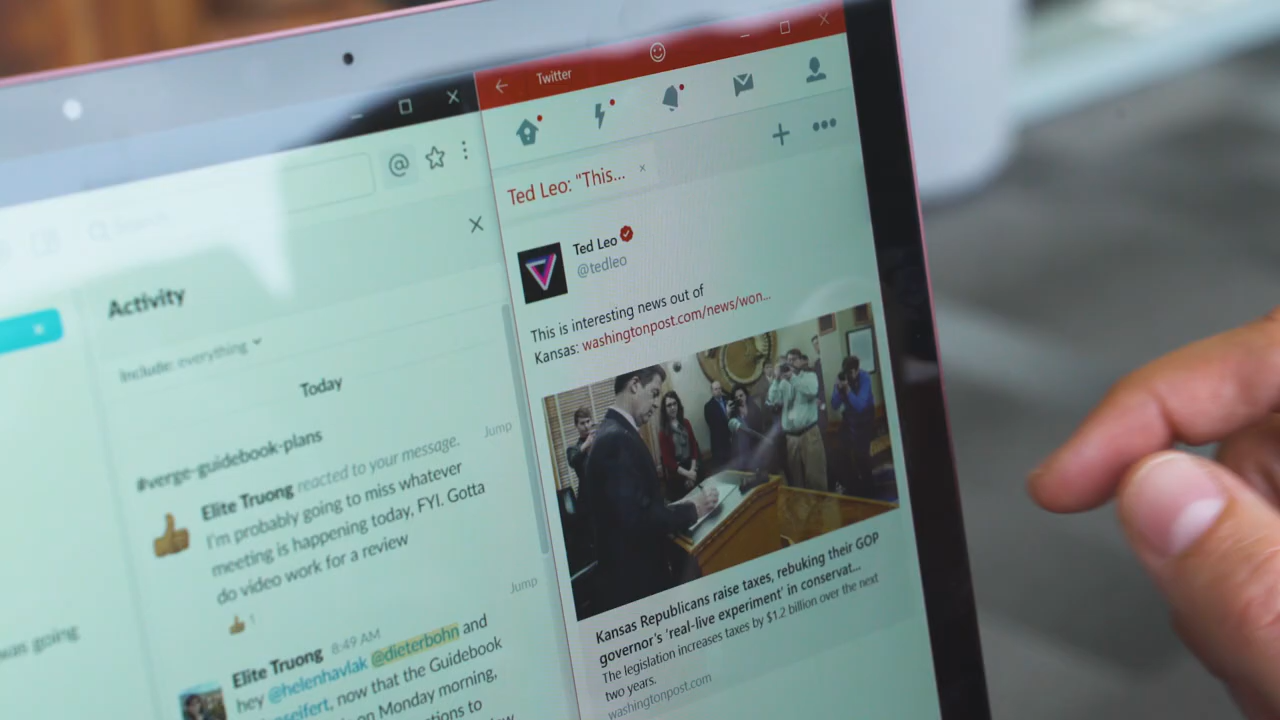 Activity
Include: everything
Today
#verge-guidebook-plans
Jump
Elite Truong reacted to your message.
I'm probably going to miss whatever
meeting is happening today, FYI. Gotta
do video work for a review
1
Jump
Elite Truong 8:49 AM
hey @helenhavlak @dieterbohn and
seifert, now that the Guidebook
on Monday morning,
was going
Twitter
Ted Leo: "This...
Ted Leo
@tedleo
This is interesting news out of
Kansas: washingtonpost.com/news/won...
Kansas Republicans raise taxes, rebuking their GOP
governor's 'real-live experiment' in conservat...
The legislation increases taxes by $1.2 billion over the next
two years.
washingtonpost.com